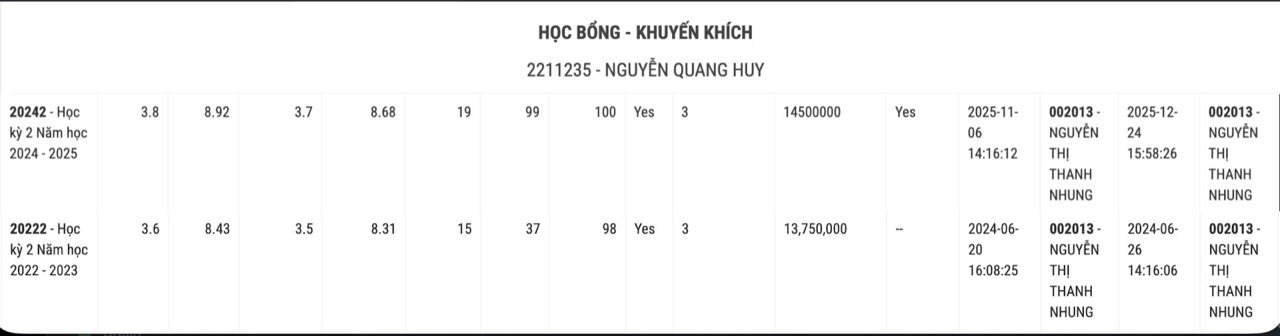 HỌC BỔNG - KHUYẾN KHÍCH
2211235 - NGUYỄN QUANG HUY
20242 - Học 3.8 8.92 3.7 8.68 19 99 100 Yes 3 14500000 Yes 2025-11- 002013 - 2025-12- 002013 -
kỳ 2 Năm học 06 NGUYỄN 24 NGUYỄN
2024 - 2025 14:16:12 THỊ 15:58:26 THỊ
THANH THANH
NHUNG NHUNG
20222 - Học 3.6 8.43 3.5 8.31 15 37 98 Yes 3 13,750,000 -- 2024-06- 002013 - 2024-06- 002013 -
kỳ 2 Năm học 20 NGUYỄN 26 NGUYỄN
2022 - 2023 16:08:25 THỊ 14:16:06 THỊ
THANH THANH
NHUNG NHUNG